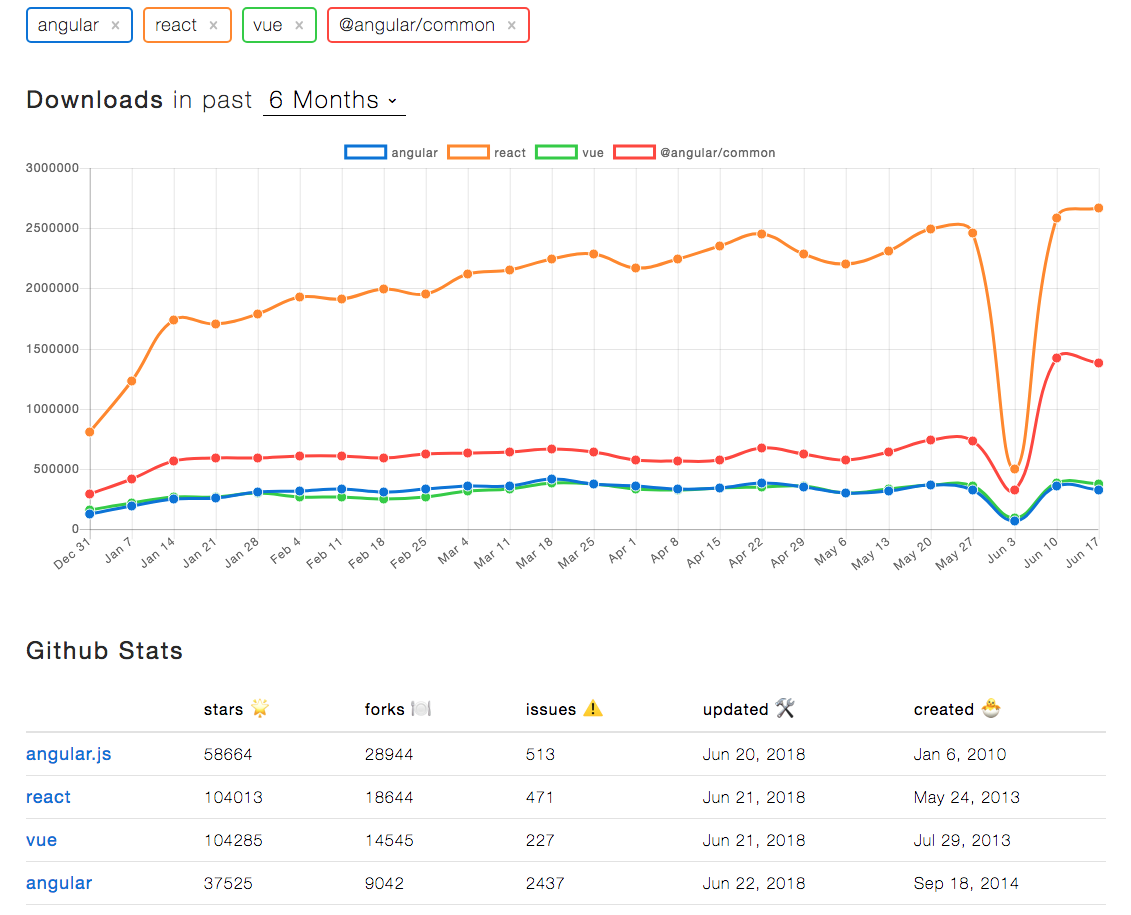 angular × react × vue × @angular/common ×
Downloads in past 6 Months
angular react vue @angular/common
3000000
2500000
2000000
1500000
1000000
500000
0
Dec 31 Jan 7 Jan 14 Jan 21 Jan 28 Feb 4 Feb 11 Feb 18 Feb 25 Mar 4 Mar 11 Mar 18 Mar 25 Apr 1 Apr 8 Apr 15 Apr 22 Apr 29 May 6 May 13 May 20 May 27 Jun 3 Jun 10 Jun 17
Github Stats
stars 🌟 forks 🍽️ issues ⚠️ updated 🛠️ created 🐣
angular.js 58664 28944 513 Jun 20, 2018 Jan 6, 2010
react 104013 18644 471 Jun 21, 2018 May 24, 2013
vue 104285 14545 227 Jun 21, 2018 Jul 29, 2013
angular 37525 9042 2437 Jun 22, 2018 Sep 18, 2014